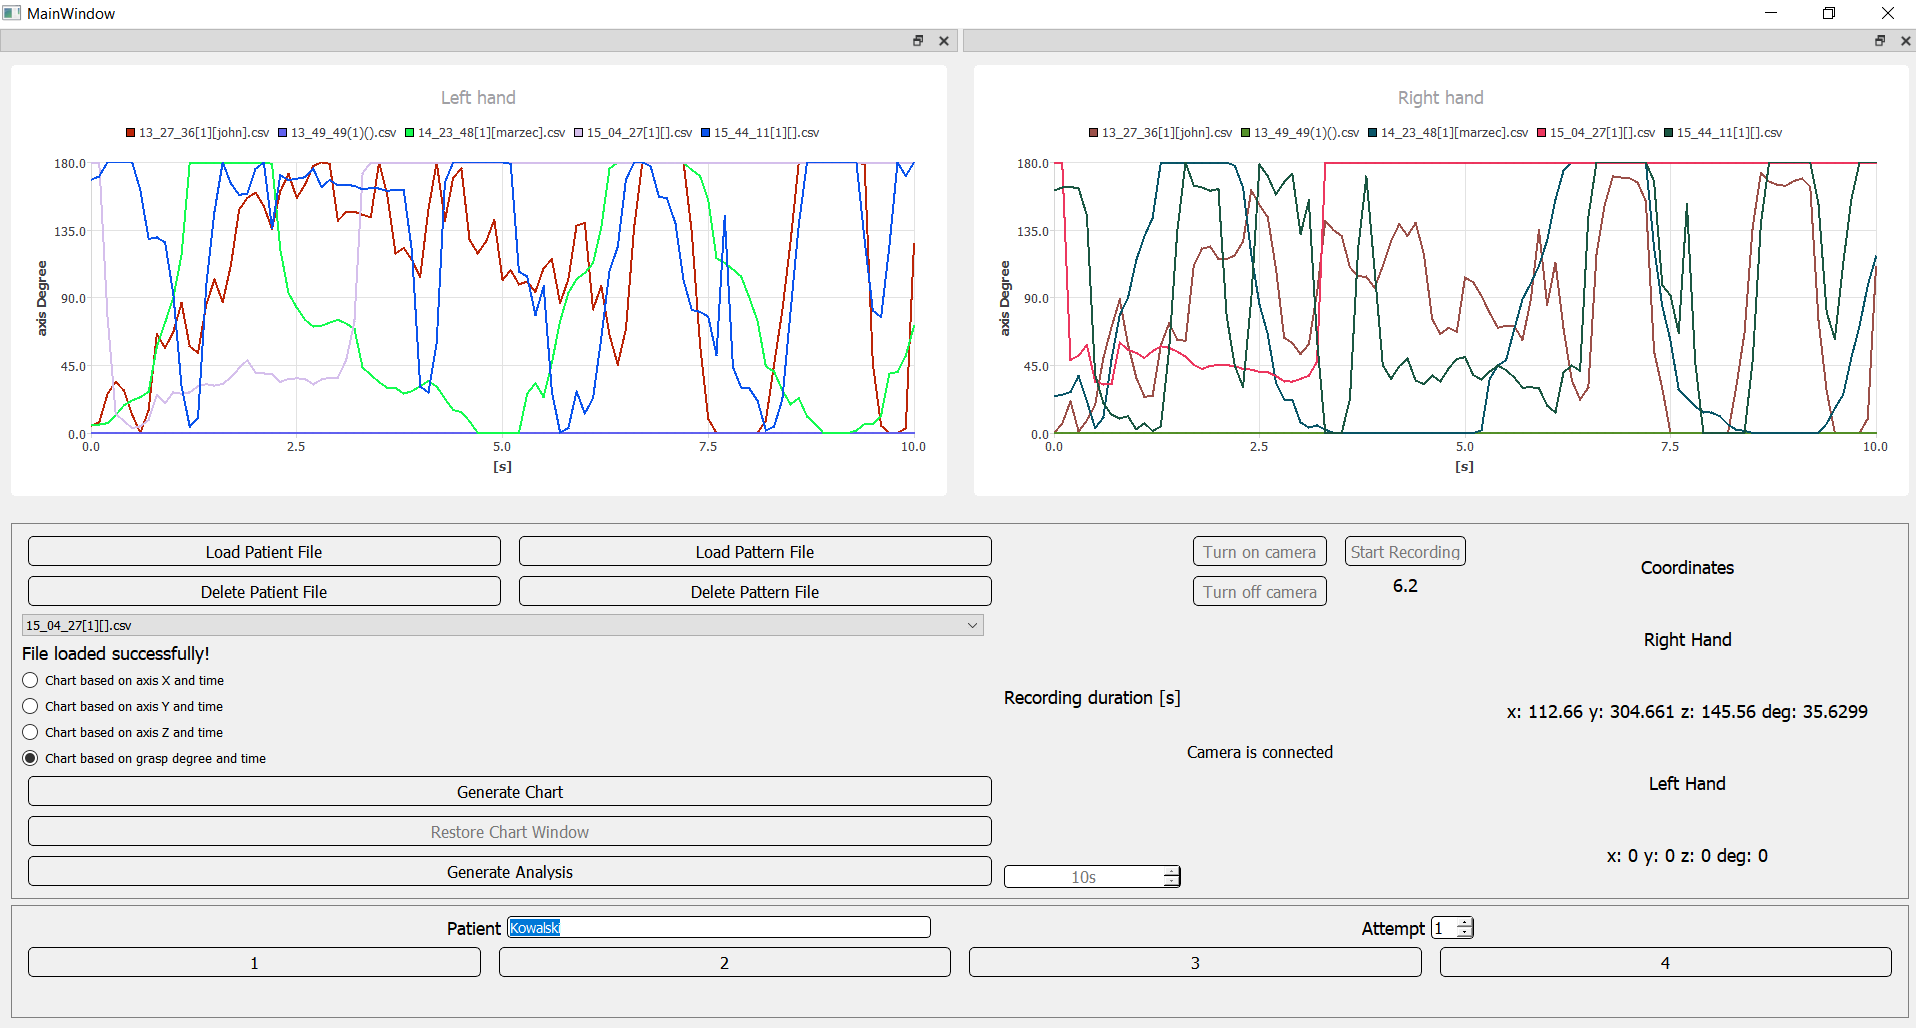 MainWindow
Left hand
13_27_36[1][john].csv 13_49_49(1)().csv 14_23_48[1][marzec].csv 15_04_27[1][].csv 15_44_11[1][].csv
180.0
135.0
90.0
45.0
0.0
axis Degree
0.0 2.5 5.0 7.5 10.0
[s]
Right hand
13_27_36[1][john].csv 13_49_49(1)().csv 14_23_48[1][marzec].csv 15_04_27[1][].csv 15_44_11[1][].csv
180.0
135.0
90.0
45.0
0.0
axis Degree
0.0 2.5 5.0 7.5 10.0
[s]
Load Patient File Load Pattern File
Delete Patient File Delete Pattern File
15_04_27[1][].csv
File loaded successfully!
Chart based on axis X and time
Chart based on axis Y and time
Chart based on axis Z and time
Chart based on grasp degree and time
Generate Chart
Restore Chart Window
Generate Analysis
Turn on camera Start Recording
Turn off camera 6.2
Recording duration [s]
Camera is connected
10s
Coordinates
Right Hand
x: 112.66 y: 304.661 z: 145.56 deg: 35.6299
Left Hand
x: 0 y: 0 z: 0 deg: 0
Patient Kowalski Attempt 1
1 2 3 4